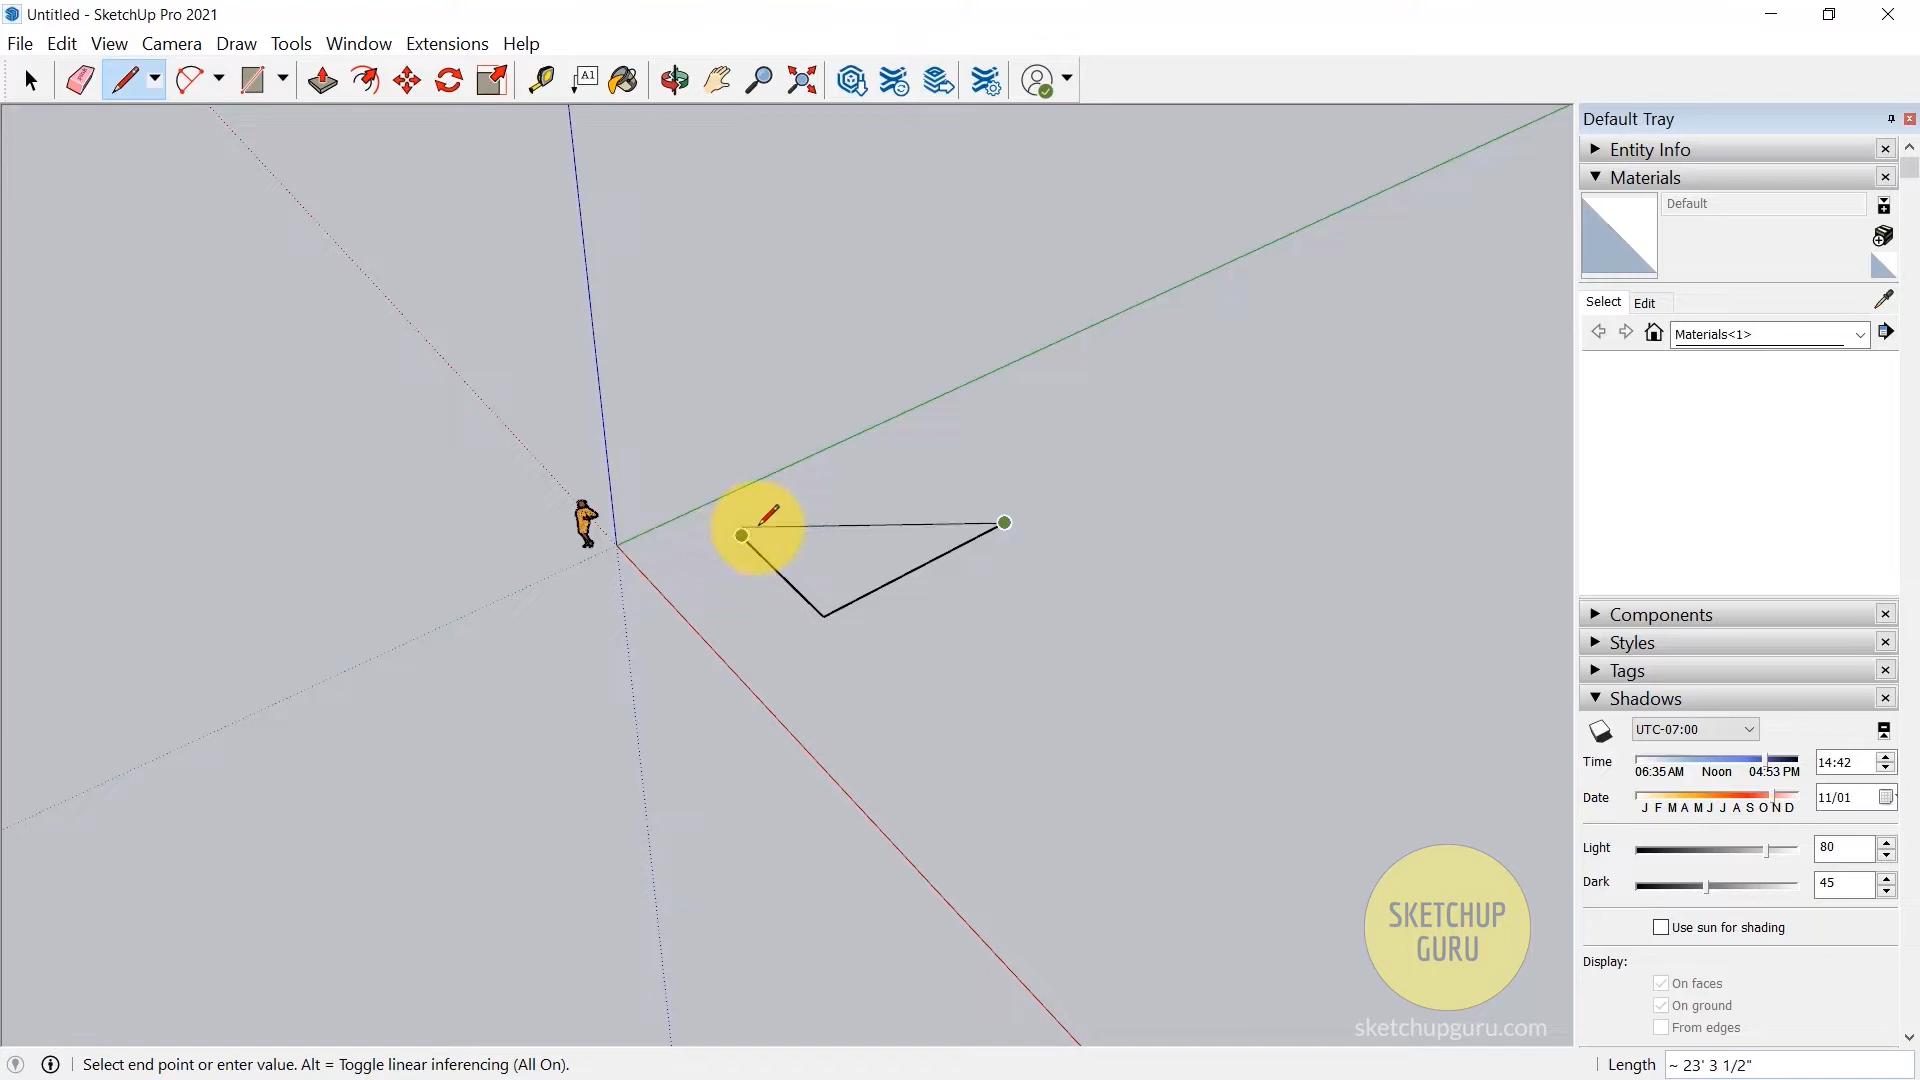 Untitled - SketchUp Pro 2021
File Edit View Camera Draw Tools Window Extensions Help
A1
Default Tray
Entity Info
Materials
Default
Select Edit
Materials<1>
Components
Styles
Tags
Shadows
UTC-07:00
Time
06:35 AM Noon 04:53 PM
14:42
Date
J F M A M J J A S O N D
11/01
Light
80
Dark
45
Use sun for shading
Display:
On faces
On ground
From edges
SKETCHUP
GURU
sketchupguru.com
Select end point or enter value. Alt = Toggle linear inferencing (All On).
Length ~ 23' 3 1/2"